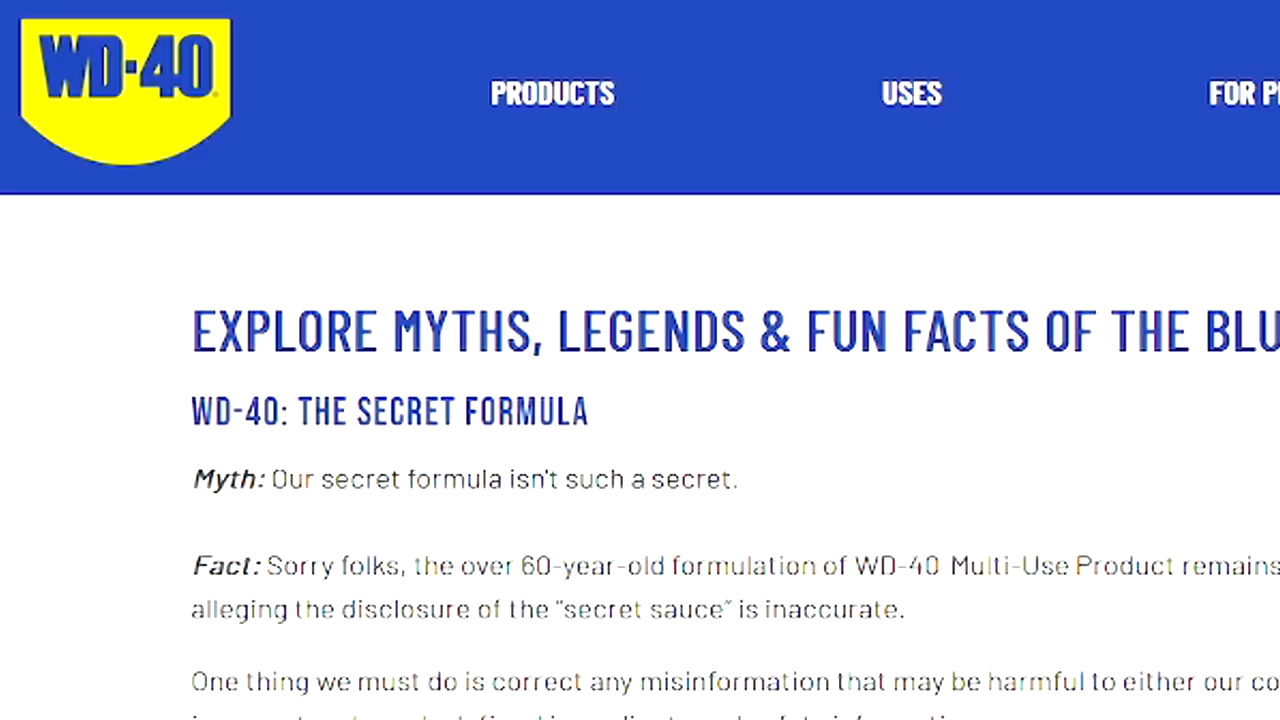 WD-40
PRODUCTS
USES
FOR
EXPLORE MYTHS, LEGENDS & FUN FACTS OF THE
WD-40: THE SECRET FORMULA
Myth: Our secret formula isn't such a secret.
Fact: Sorry folks, the over 60-year-old formulation of WD-40 Multi-Use Product remains
alleging the disclosure of the "secret sauce” is inaccurate.
One thing we must do is correct any misinformation that may be harmful to either our